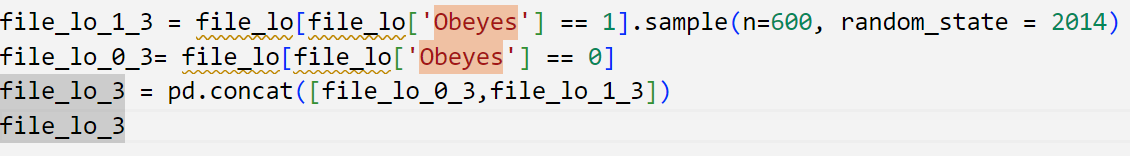 file_lo_1_3 = file_lo[file_lo['Obeyes'] == 1].sample(n=600, random_state = 2014)
file_lo_0_3= file_lo[file_lo['Obeyes'] == 0]
file_lo_3 = pd.concat([file_lo_0_3,file_lo_1_3])
file_lo_3